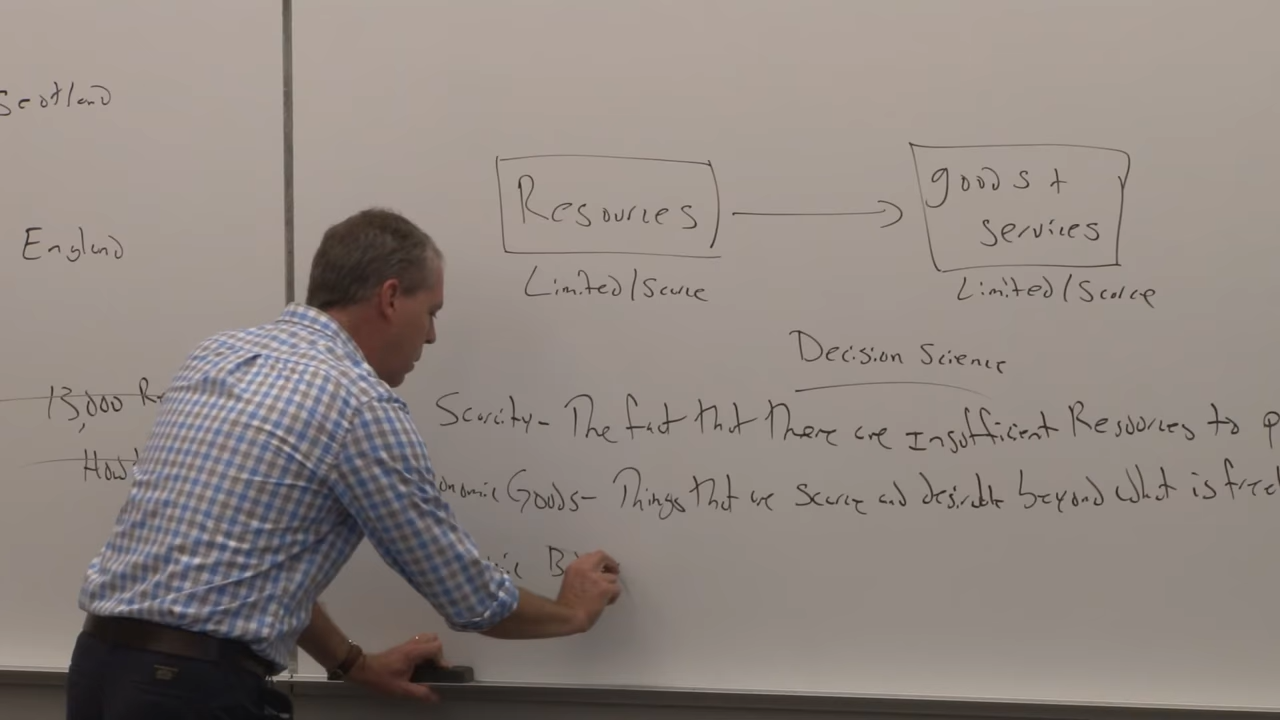 Scotland
England
13,000
How
Resources
Limited/Scarce
goods +
services
Limited/Scarce
Decision Science
Scarcity- The fact that There are Insufficient Resources to p
onomic Goods- Things that are scarce and desirable beyond what is free
ic B